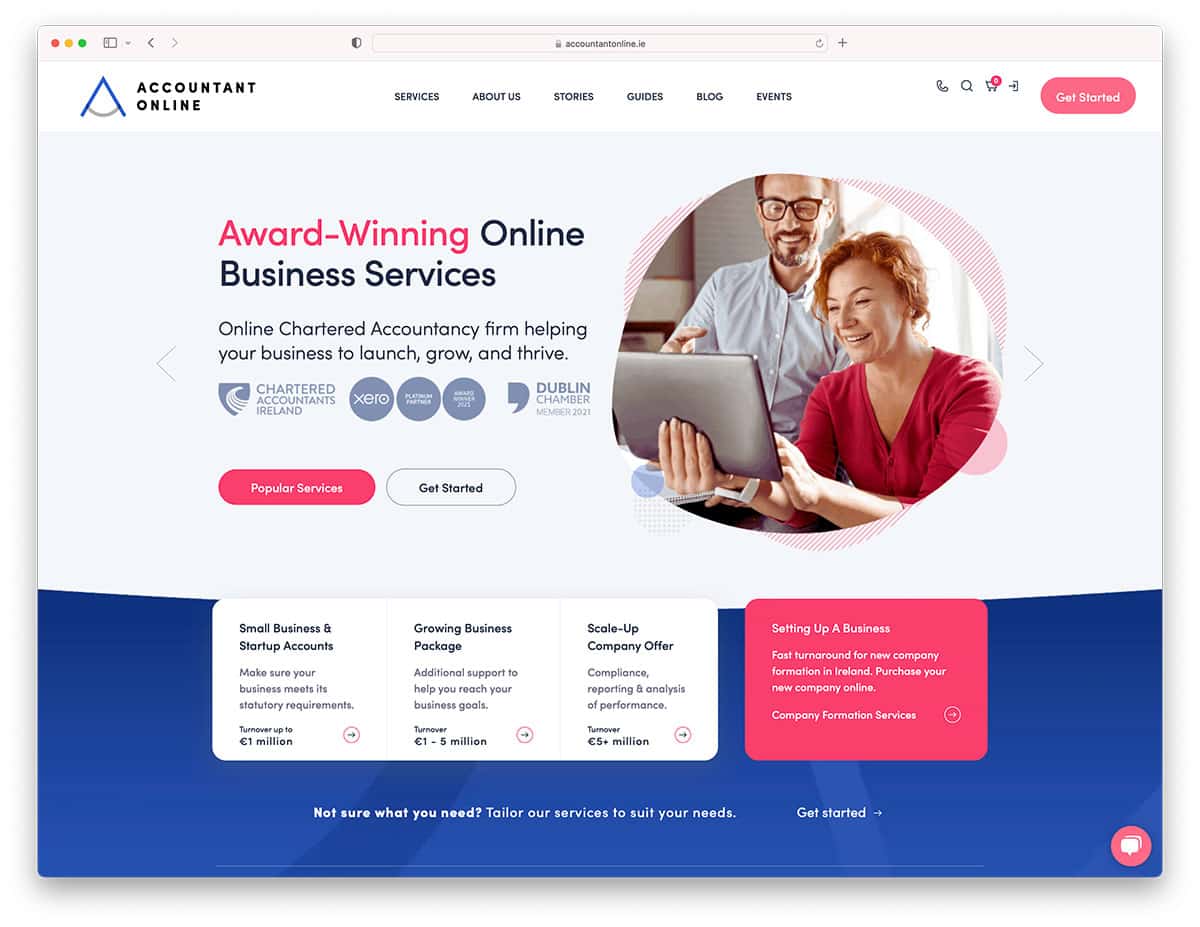 accountantonline.ie
ACCOUNTANT
ONLINE
SERVICES
ABOUT US
STORIES
GUIDES
BLOG
EVENTS
0
Get Started
Award-Winning Online
Business Services
Online Chartered Accountancy firm helping
your business to launch, grow, and thrive.
CHARTERED
ACCOUNTANTS
IRELAND
xero
PLATINUM
PARTNER
AWARD
WINNER
2021
DUBLIN
CHAMBER
MEMBER 2021
Popular Services
Get Started
Small Business &
Startup Accounts
Make sure your
business meets its
statutory requirements.
Turnover up to
€1 million
Growing Business
Package
Additional support to
help you reach your
business goals.
Turnover
€1 - 5 million
Scale-Up
Company Offer
Compliance,
reporting & analysis
of performance.
Turnover
€5+ million
Setting Up A Business
Fast turnaround for new company
formation in Ireland. Purchase your
new company online.
Company Formation Services
Not sure what you need? Tailor our services to suit your needs.
Get started →